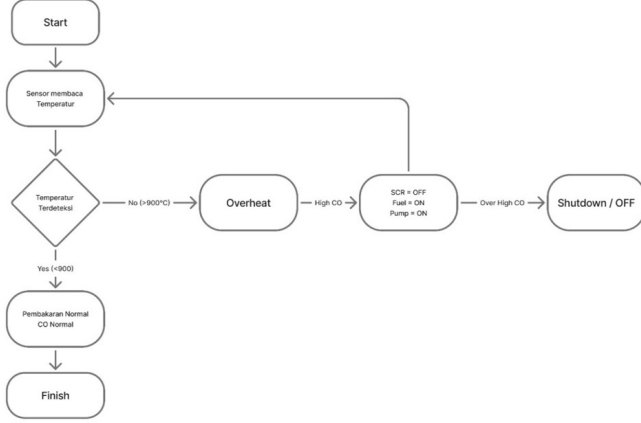 Start
Sensor membaca
Temperatur
Temperatur
Terdeteksi
No (>900°C)
Overheat
High CO
SCR = OFF
Fuel = ON
Pump = ON
Over High CO
Shutdown / OFF
Yes (<900)
Pembakaran Normal
CO Normal
Finish